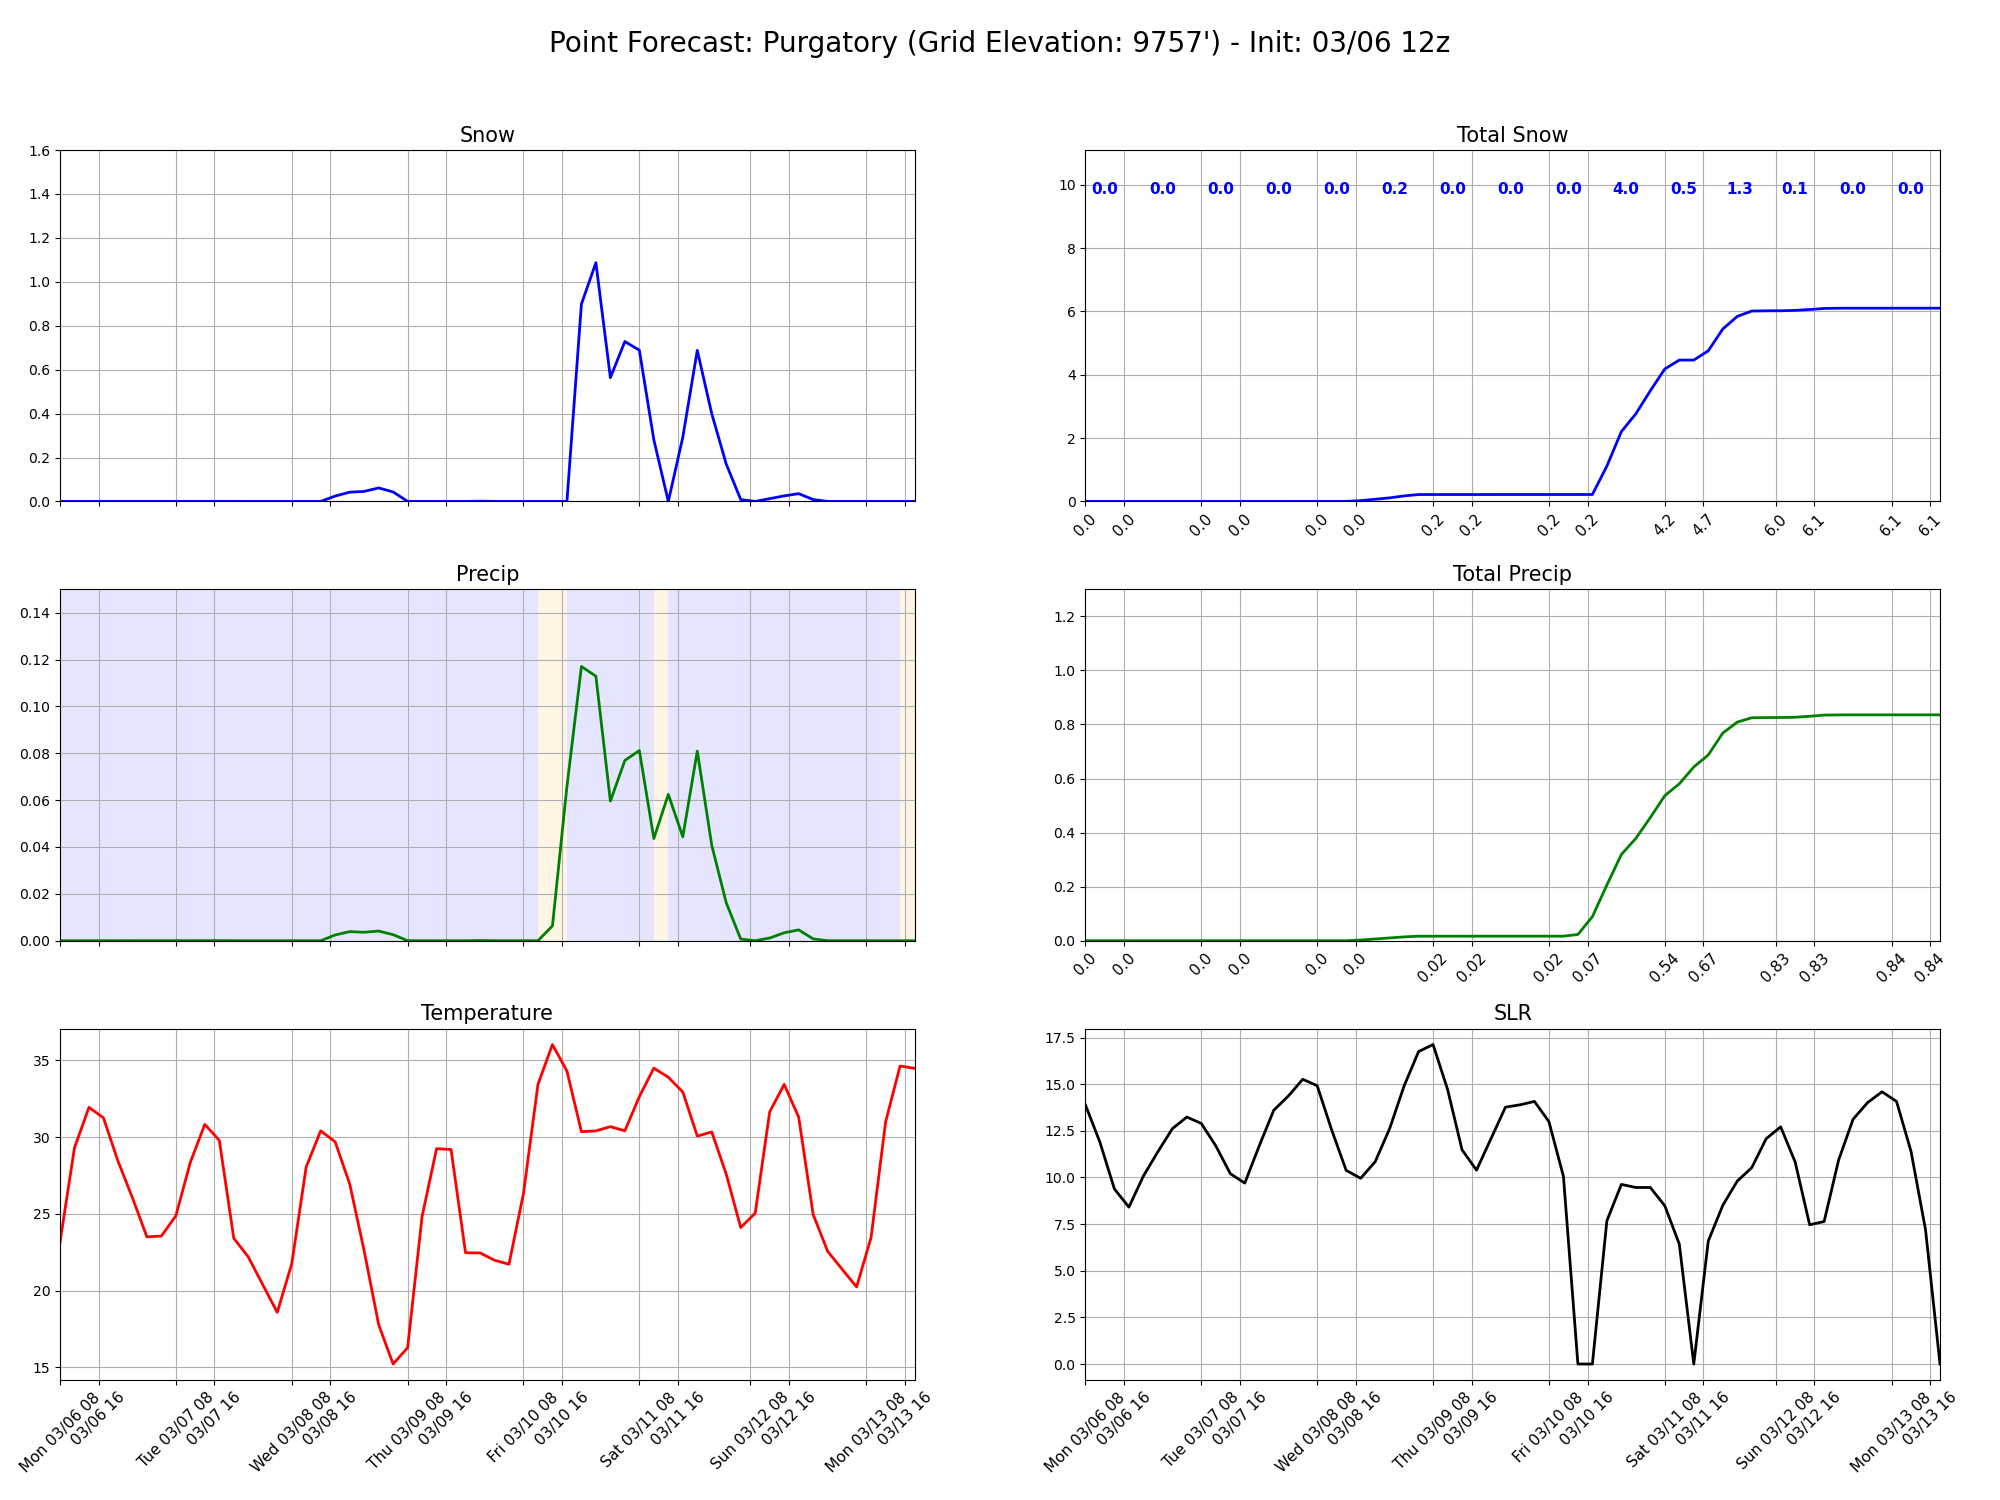 Point Forecast: Purgatory (Grid Elevation: 9757') - Init: 03/06 12z
Snow
1.6
1.4
1.2
1.0
0.8
0.6
0.4
0.2
0.0
Total Snow
10
8
6
4
2
0
0.0 0.0 0.0 0.0 0.0 0.2 0.0 0.0 0.0 4.0 0.5 1.3 0.1 0.0 0.0
0.0 0.0 0.0 0.0 0.0 0.0 0.2 0.2 0.2 0.2 4.2 4.7 6.0 6.1 6.1 6.1
Precip
0.14
0.12
0.10
0.08
0.06
0.04
0.02
0.00
Total Precip
1.2
1.0
0.8
0.6
0.4
0.2
0.0
0.0 0.0 0.0 0.0 0.0 0.0 0.02 0.02 0.02 0.07 0.54 0.67 0.83 0.83 0.84 0.84
Temperature
35
30
25
20
15
Mon 03/06 08
03/06 16
Tue 03/07 08
03/07 16
Wed 03/08 08
03/08 16
Thu 03/09 08
03/09 16
Fri 03/10 08
03/10 16
Sat 03/11 08
03/11 16
Sun 03/12 08
03/12 16
Mon 03/13 08
03/13 16
SLR
17.5
15.0
12.5
10.0
7.5
5.0
2.5
0.0
Mon 03/06 08
03/06 16
Tue 03/07 08
03/07 16
Wed 03/08 08
03/08 16
Thu 03/09 08
03/09 16
Fri 03/10 08
03/10 16
Sat 03/11 08
03/11 16
Sun 03/12 08
03/12 16
Mon 03/13 08
03/13 16